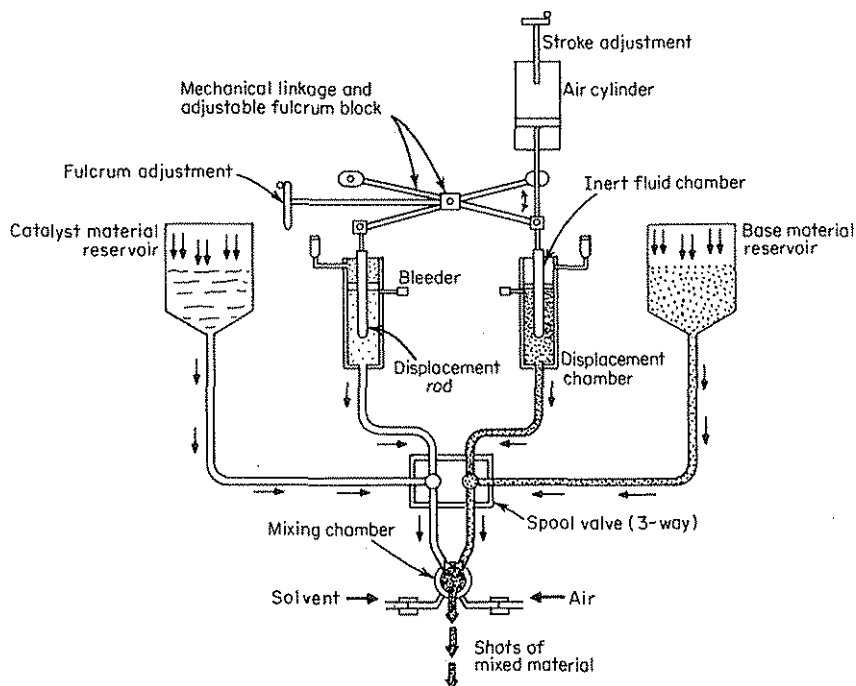 Stroke adjustment
Air cylinder
Mechanical linkage and
adjustable fulcrum block
Fulcrum adjustment
Inert fluid chamber
Catalyst material
reservoir
Base material
reservoir
Bleeder
Displacement
rod
Displacement
chamber
Spool valve (3-way)
Mixing chamber
Solvent
Air
Shots of
mixed material